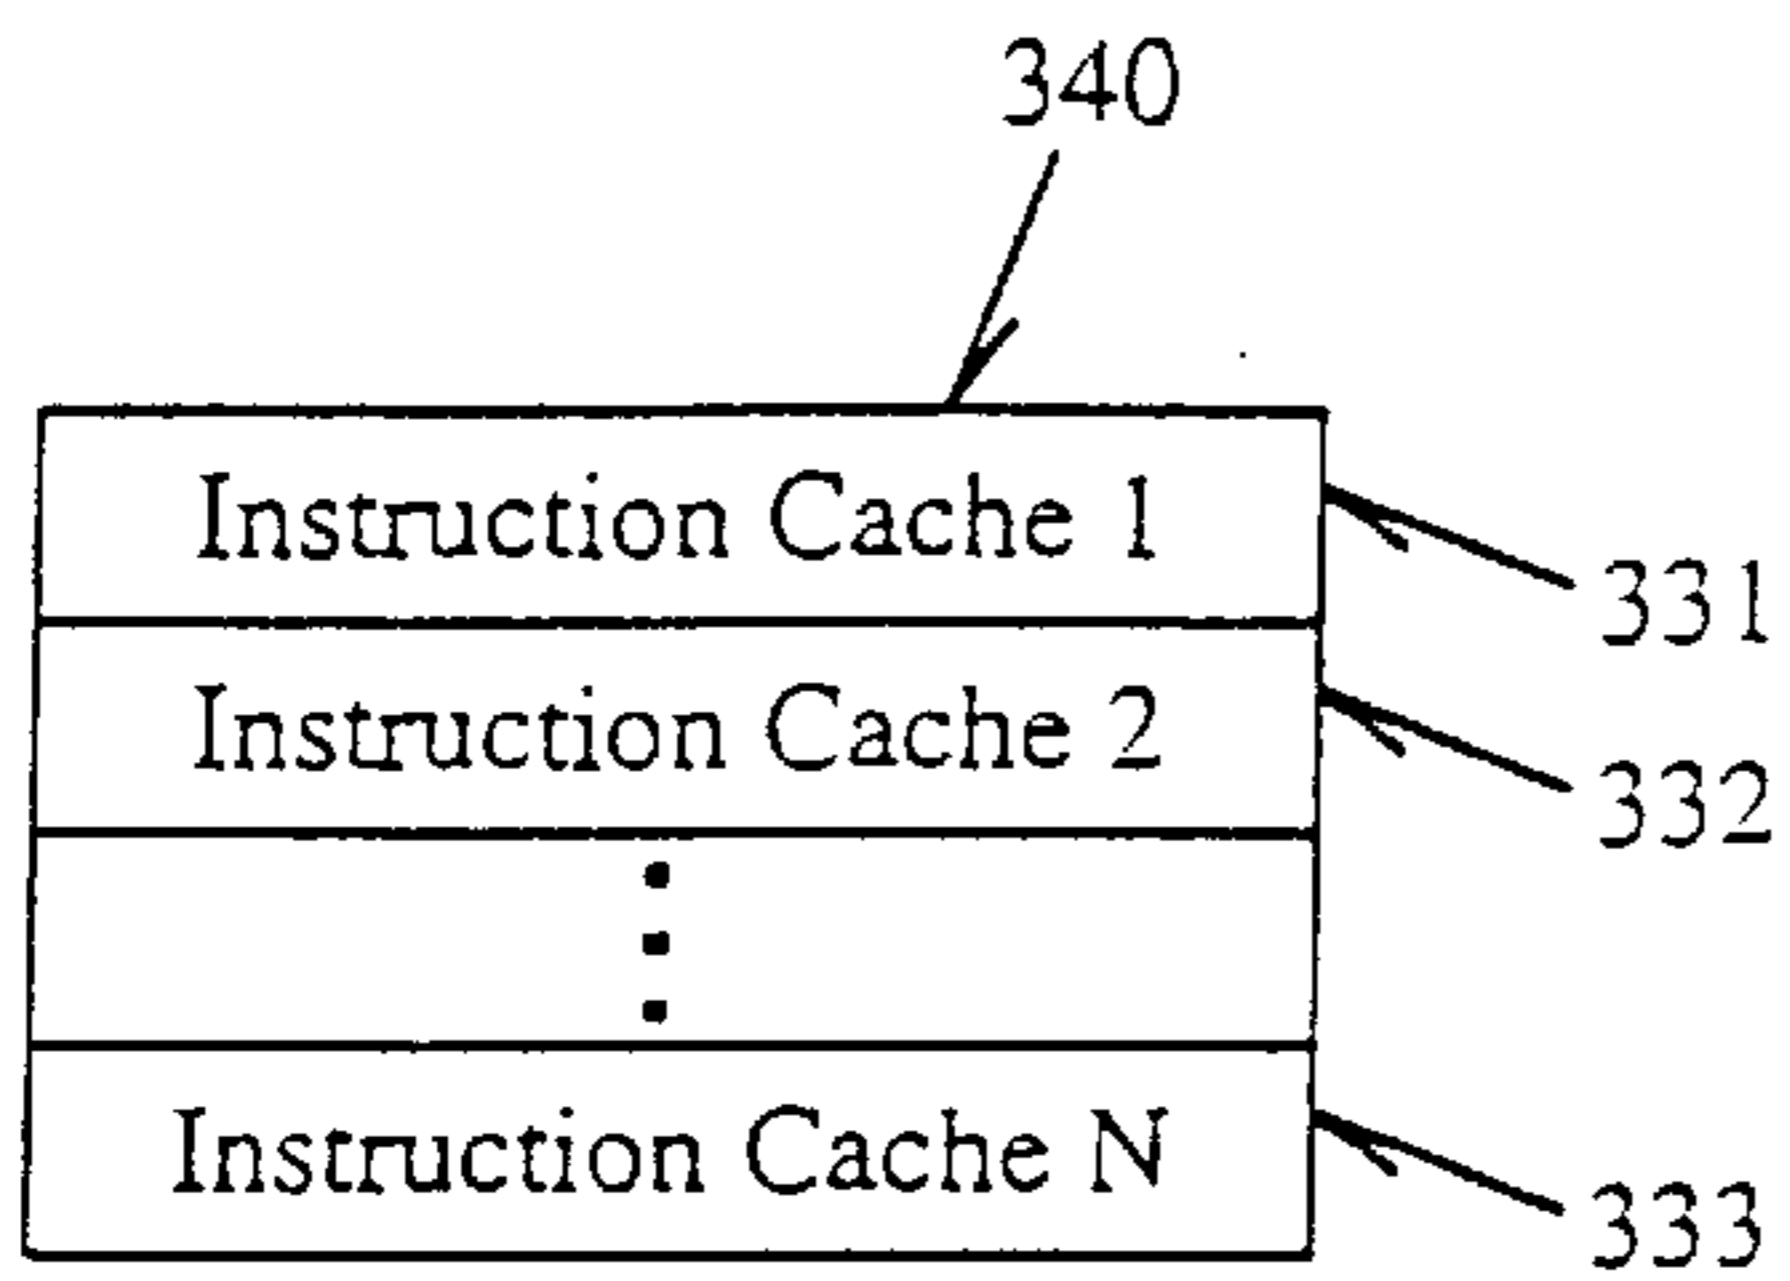 340
Instruction Cache 1
331
Instruction Cache 2
332
Instruction Cache N
333